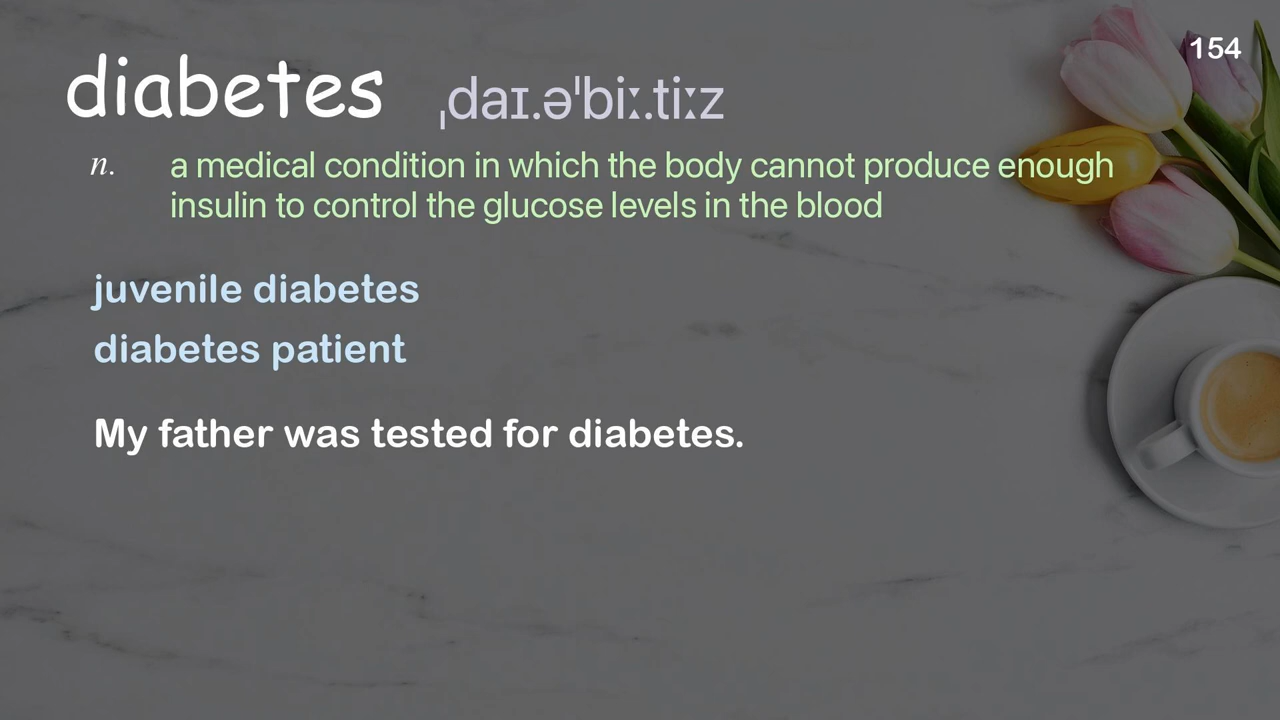 154
diabetes ˌdaɪ.əˈbiː.tiːz
n. a medical condition in which the body cannot produce enough
insulin to control the glucose levels in the blood
juvenile diabetes
diabetes patient
My father was tested for diabetes.